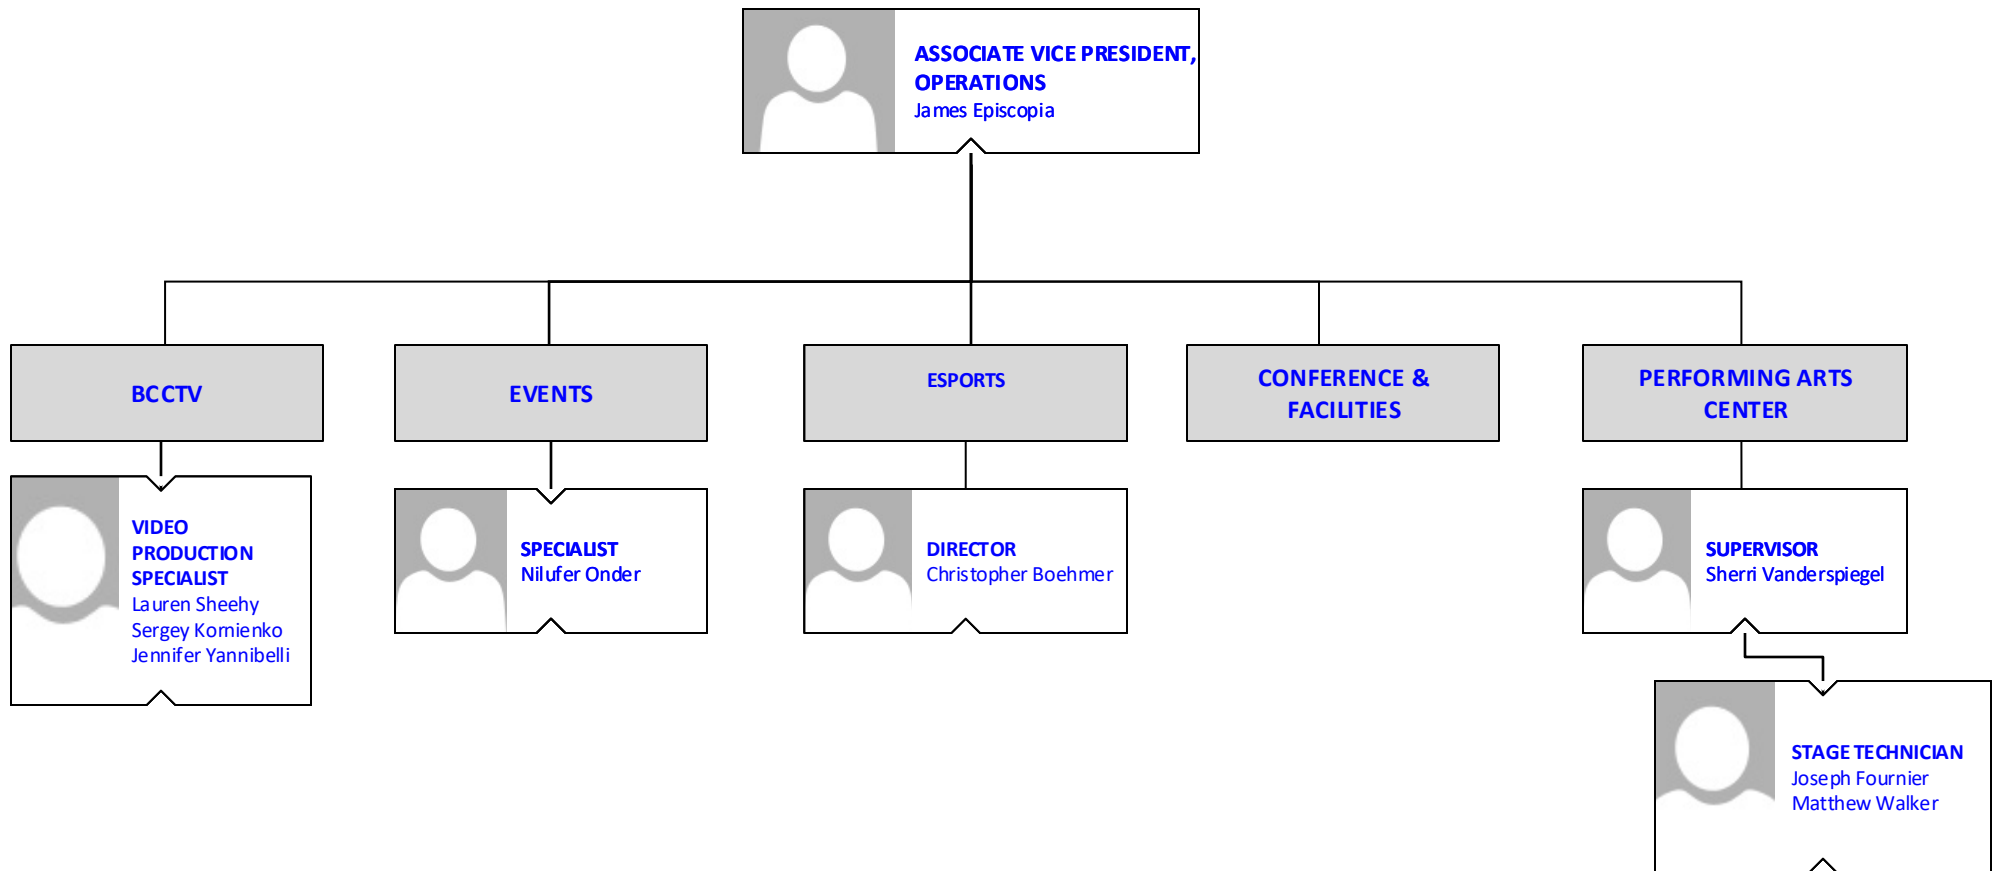 ASSOCIATE VICE PRESIDENT,
OPERATIONS
James Episcopia
BCCTV
EVENTS
ESPORTS
CONFERENCE &
FACILITIES
PERFORMING ARTS
CENTER
VIDEO
PRODUCTION
SPECIALIST
Lauren Sheehy
Sergey Kornienko
Jennifer Yannibelli
SPECIALIST
Nilufer Onder
DIRECTOR
Christopher Boehmer
SUPERVISOR
Sherri Vanderspiegel
STAGE TECHNICIAN
Joseph Fournier
Matthew Walker